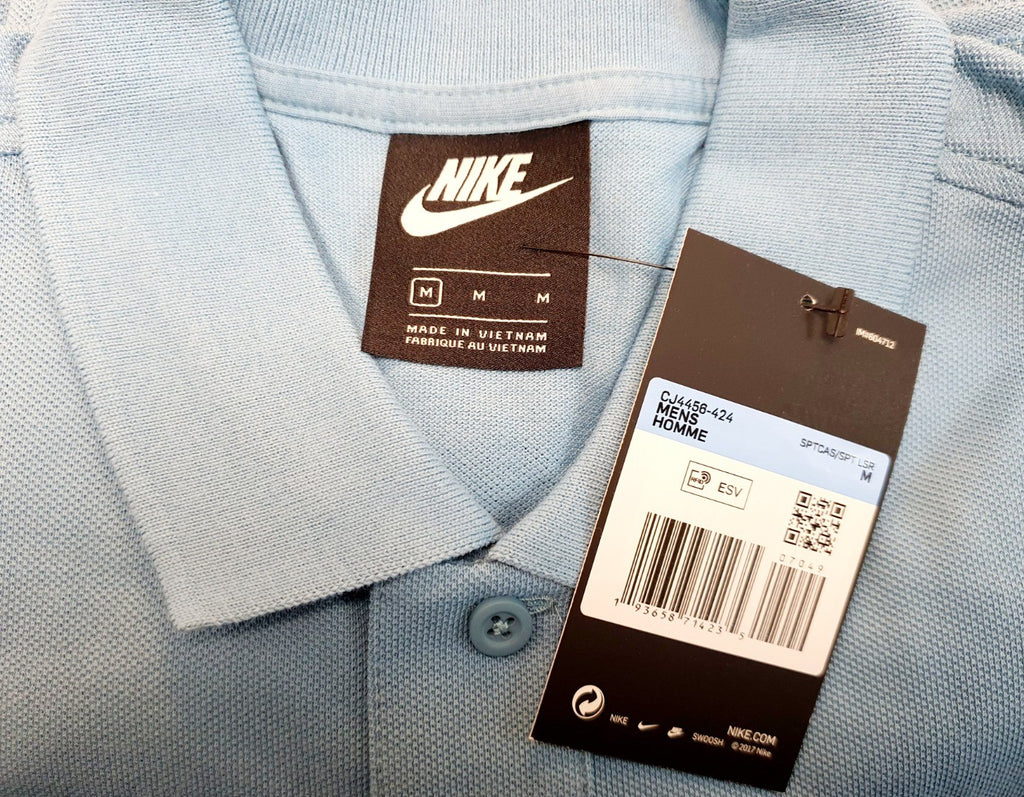 NIKE
M M M
MADE IN VIETNAM
FABRIQUE AU VIETNAM
CJ4456-424
MENS
HOMME
SPTCAS/SPT LSR
M
RFID
ESV
07049
1 93658 71423 5
NIKE
SWOOSH
NIKE.COM
© 2017 Nike